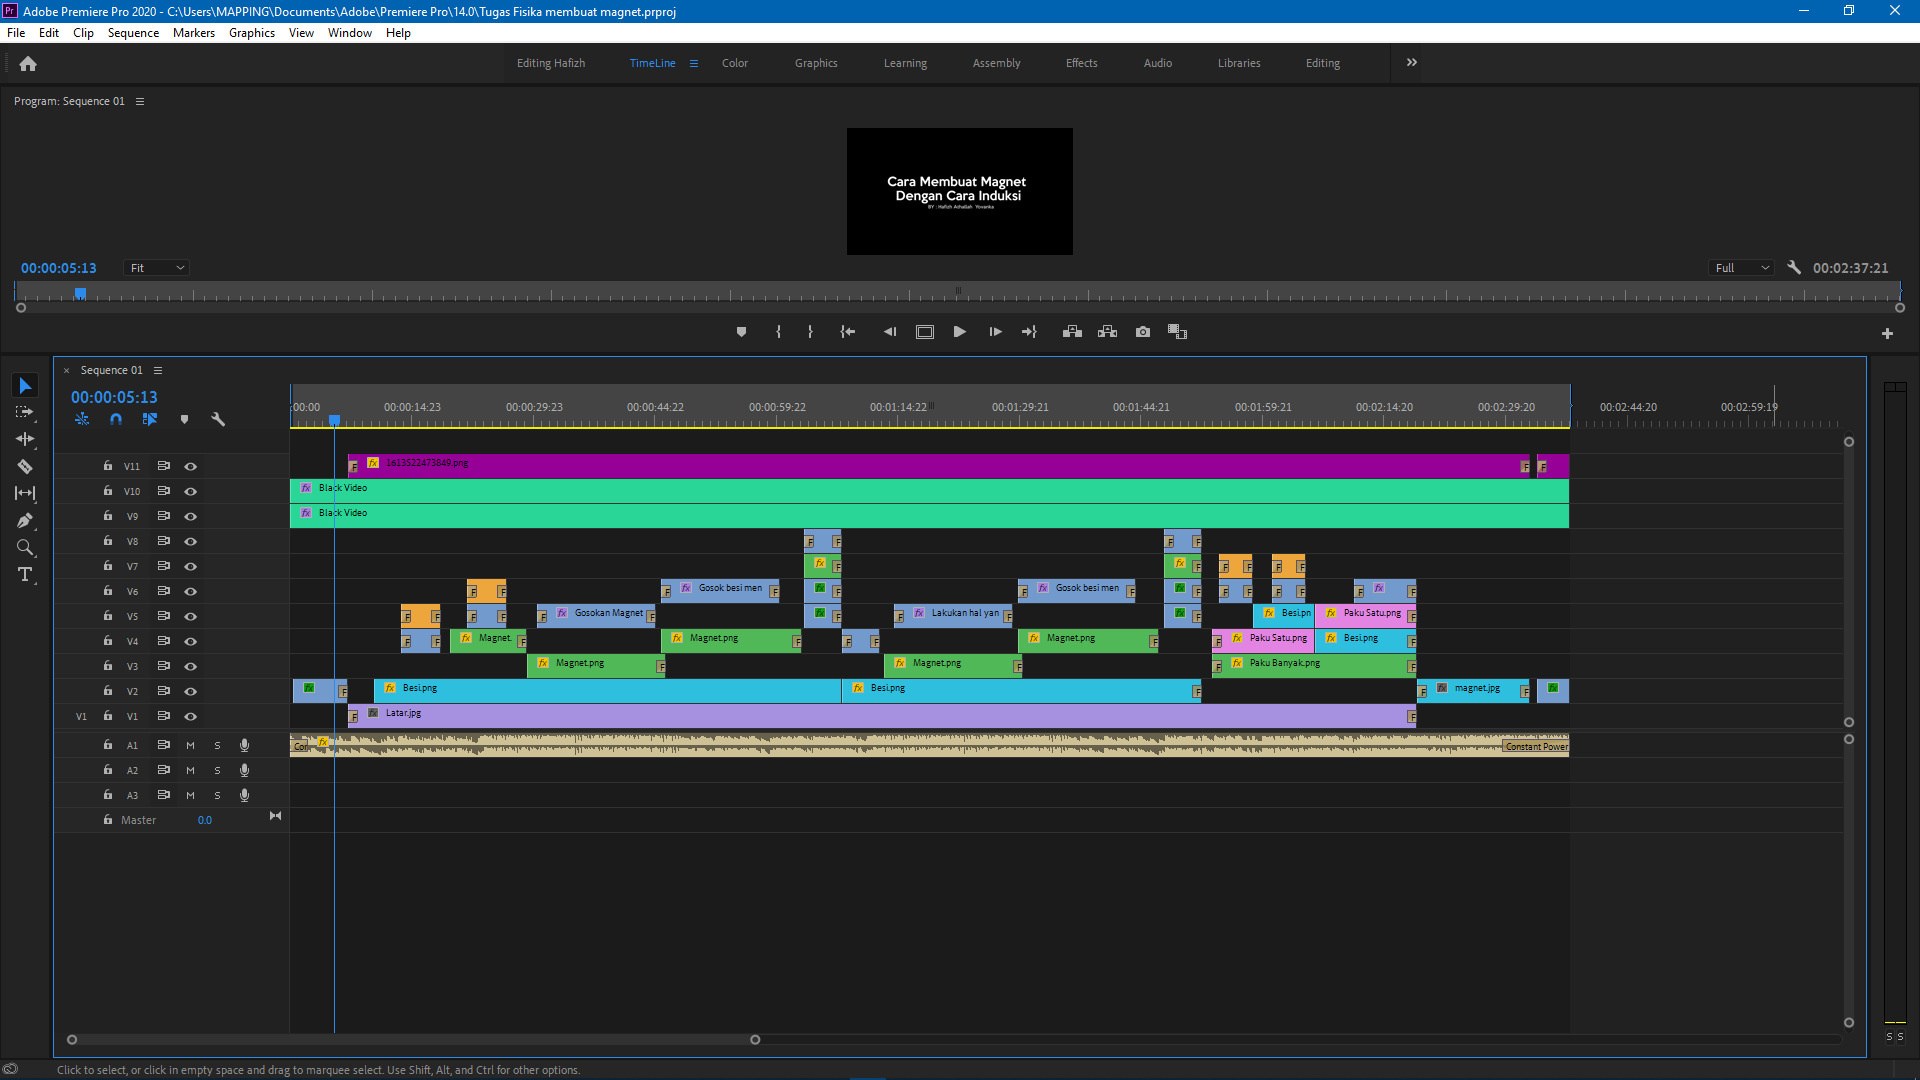 Adobe Premiere Pro 2020 - C:\Users\MAPPING\Documents\Adobe\Premiere Pro\14.0\Tugas Fisika membuat magnet.prproj
File Edit Clip Sequence Markers Graphics View Window Help
Editing Hafizh TimeLine Color Graphics Learning Assembly Effects Audio Libraries Editing
Program: Sequence 01
Cara Membuat Magnet
Dengan Cara Induksi
BY : Hafizh Adhallah Yovanka
00:00:05:13 Fit Full 00:02:37:21
Sequence 01
00:00:05:13
:00:00 00:00:14:23 00:00:29:23 00:00:44:22 00:00:59:22 00:01:14:22 00:01:29:21 00:01:44:21 00:01:59:21 00:02:14:20 00:02:29:20 00:02:44:20 00:02:59:19
V11 1613522473849.png
V10 Black Video
V9 Black Video
V8
V7
V6 Gosok besi men Gosok besi men
V5 Gosokan Magnet Lakukan hal yan Besi.pn Paku Satu.png
V4 Magnet. Magnet.png Magnet.png Paku Satu.png Besi.png
V3 Magnet.png Magnet.png Paku Banyak.png
V2 Besi.png Besi.png magnet.jpg
V1 V1 Latar.jpg
A1 M S Con Constant Power
A2 M S
A3 M S
Master 0.0
S S
Click to select, or click in empty space and drag to marquee select. Use Shift, Alt, and Ctrl for other options.